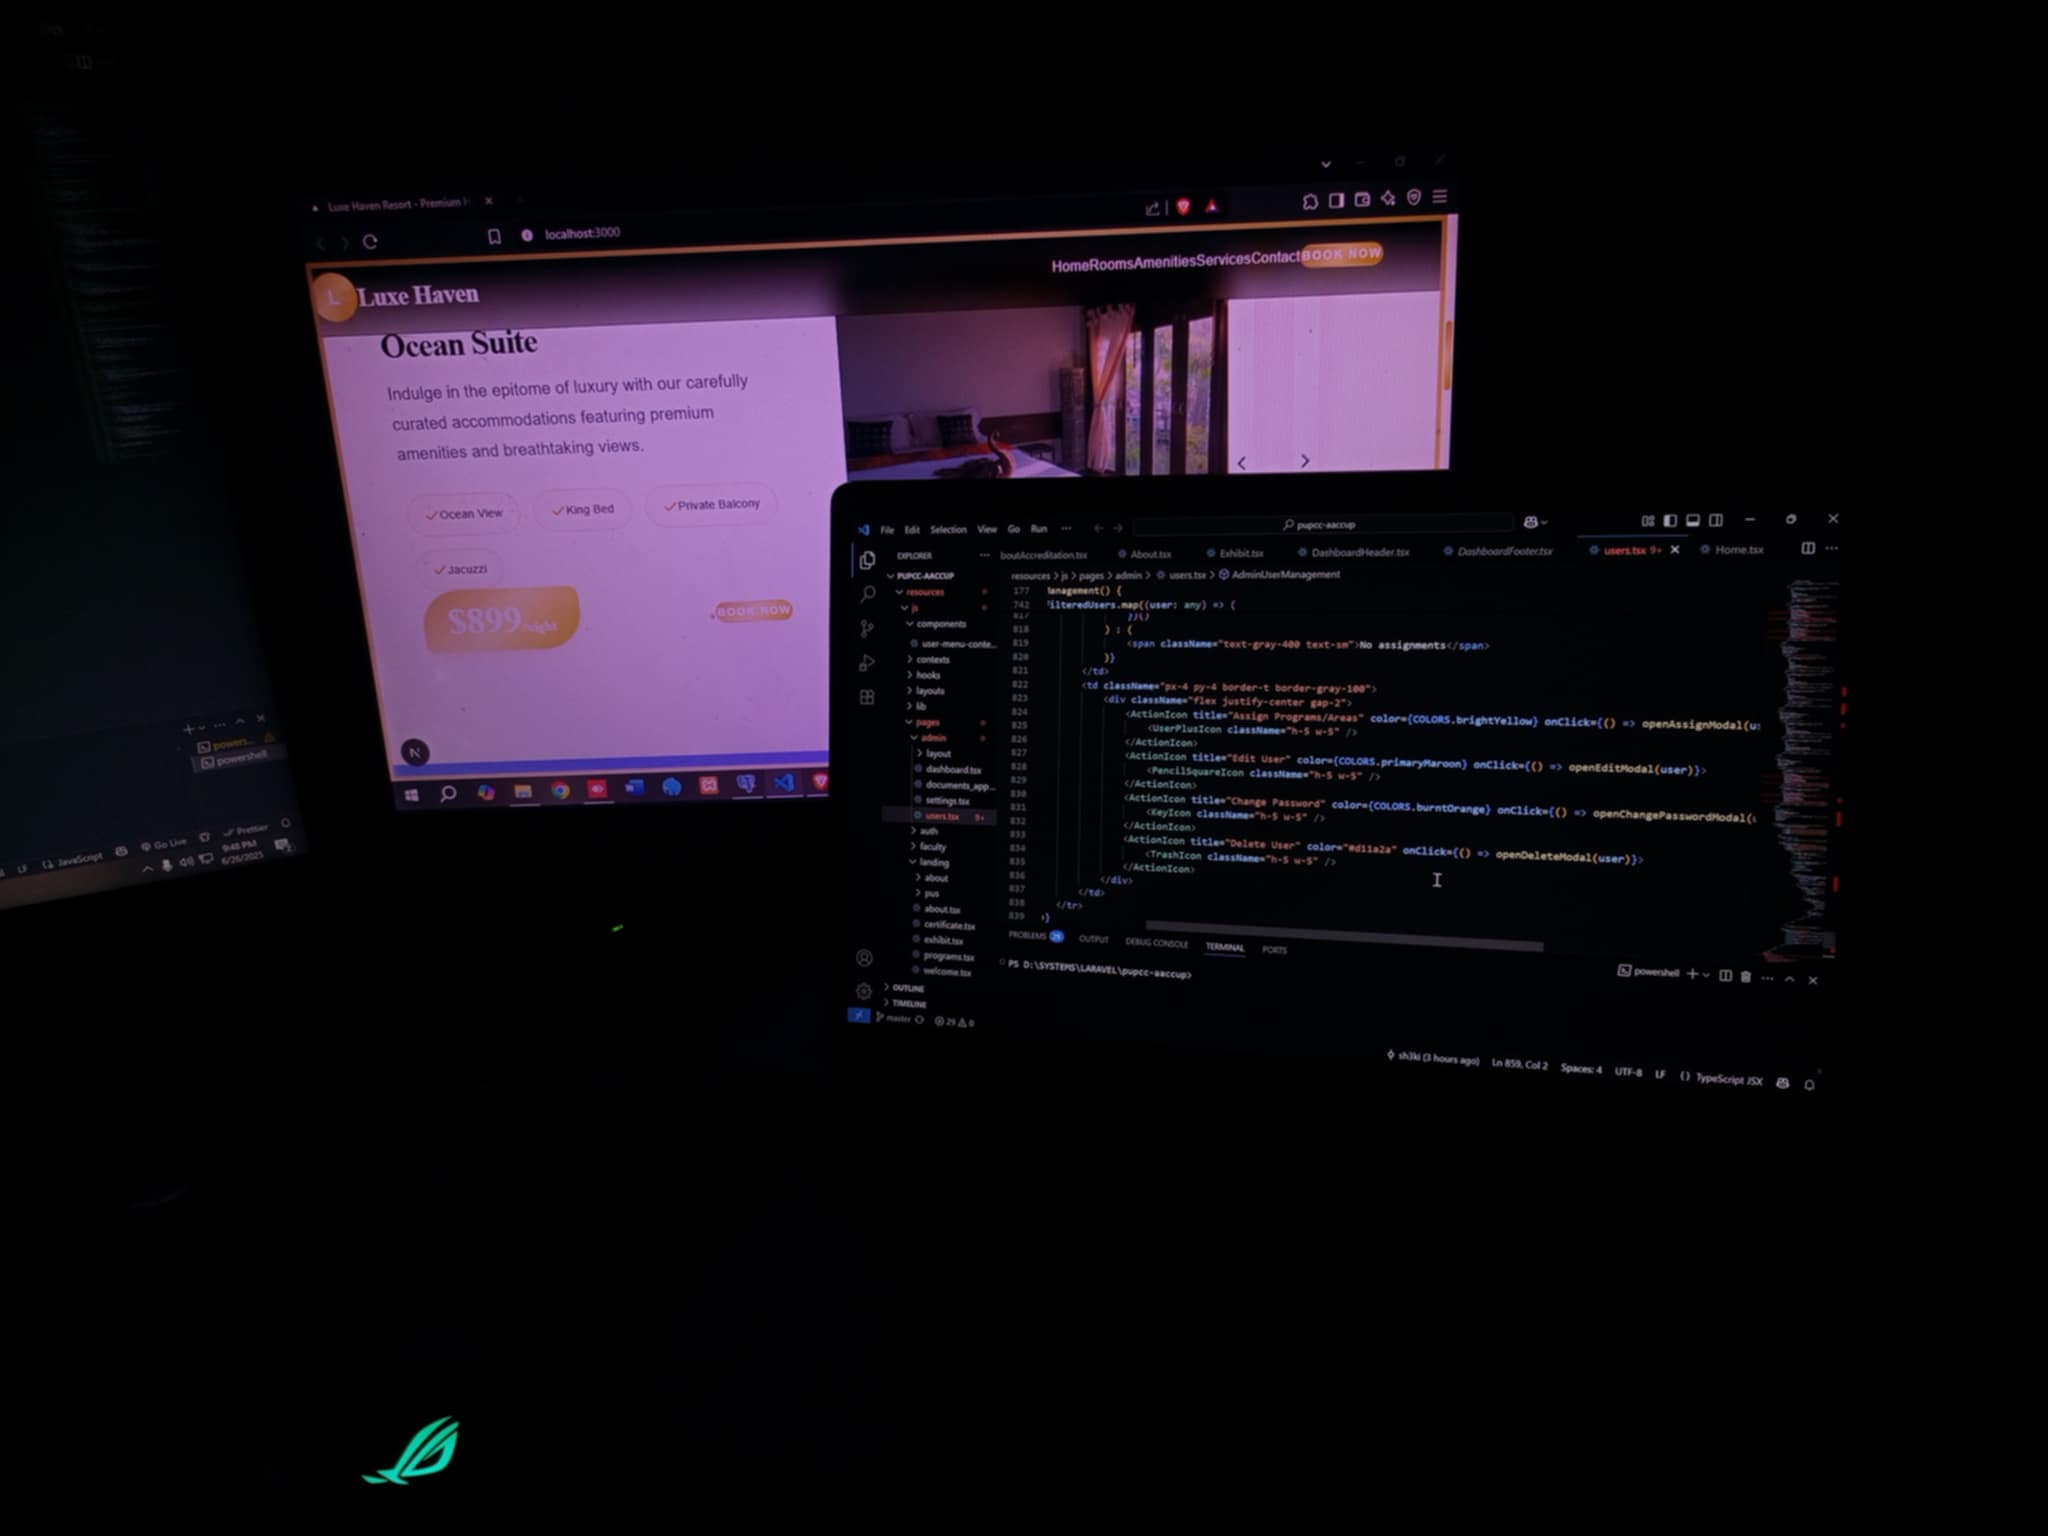 Luxe Haven Resort - Premium H
localhost:3000
L
Luxe Haven
HomeRoomsAmenitiesServicesContact
BOOK NOW
Ocean Suite
Indulge in the epitome of luxury with our carefully
curated accommodations featuring premium
amenities and breathtaking views.
Ocean View
King Bed
Private Balcony
Jacuzzi
$899/night
BOOK NOW
N
powers...
powershell
LF {} JavaScript Go Live Prettier
9:48 PM
6/26/2025
File Edit Selection View Go Run ...
pupcc-aaccup
EXPLORER ...
boutAccreditation.tsx About.tsx Exhibit.tsx DashboardHeader.tsx DashboardFooter.tsx users.tsx 9+ Home.tsx
resources > js > pages > admin > users.tsx > AdminUserManagement
PUPCC-AACCUP
resources
js
components
user-menu-conte...
contexts
hooks
layouts
lib
pages
admin
layout
dashboard.tsx
documents_app...
settings.tsx
users.tsx 9+
auth
faculty
landing
about
pus
about.tsx
certificate.tsx
exhibit.tsx
programs.tsx
welcome.tsx
OUTLINE
TIMELINE
177 Management() {
742 filteredUsers.map((user: any) => {
817 })()
818 ) : (
819 <span className="text-gray-400 text-sm">No assignments</span>
820 )}
821 </td>
822 <td className="px-4 py-4 border-t border-gray-100">
823 <div className="flex justify-center gap-2">
824 <ActionIcon title="Assign Programs/Areas" color={COLORS.brightYellow} onClick={() => openAssignModal(us
825 <UserPlusIcon className="h-5 w-5" />
826 </ActionIcon>
827 <ActionIcon title="Edit User" color={COLORS.primaryMaroon} onClick={() => openEditModal(user)}>
828 <PencilSquareIcon className="h-5 w-5" />
829 </ActionIcon>
830 <ActionIcon title="Change Password" color={COLORS.burntOrange} onClick={() => openChangePasswordModal(
831 <KeyIcon className="h-5 w-5" />
832 </ActionIcon>
833 <ActionIcon title="Delete User" color="#d11a2a" onClick={() => openDeleteModal(user)}>
834 <TrashIcon className="h-5 w-5" />
835 </ActionIcon>
836 </div>
837 </td>
838 </tr>
839 )}
PROBLEMS 29 OUTPUT DEBUG CONSOLE TERMINAL PORTS
PS D:\SYSTEMS\LARAVEL\pupcc-aaccup>
powershell
master 29 0
sh3ki (3 hours ago) Ln 859, Col 2 Spaces: 4 UTF-8 LF {} TypeScript JSX